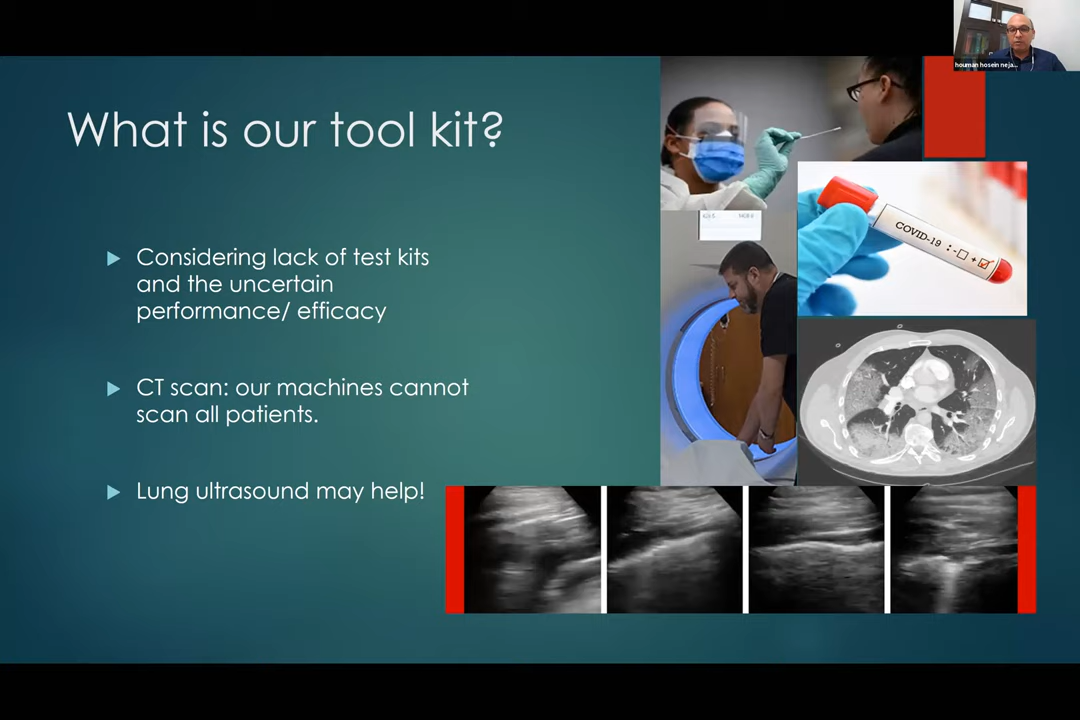 houman hosein neja...
What is our tool kit?
Considering lack of test kits
and the uncertain
performance/ efficacy
CT scan: our machines cannot
scan all patients.
Lung ultrasound may help!
COVID-19 : - □ + ☑